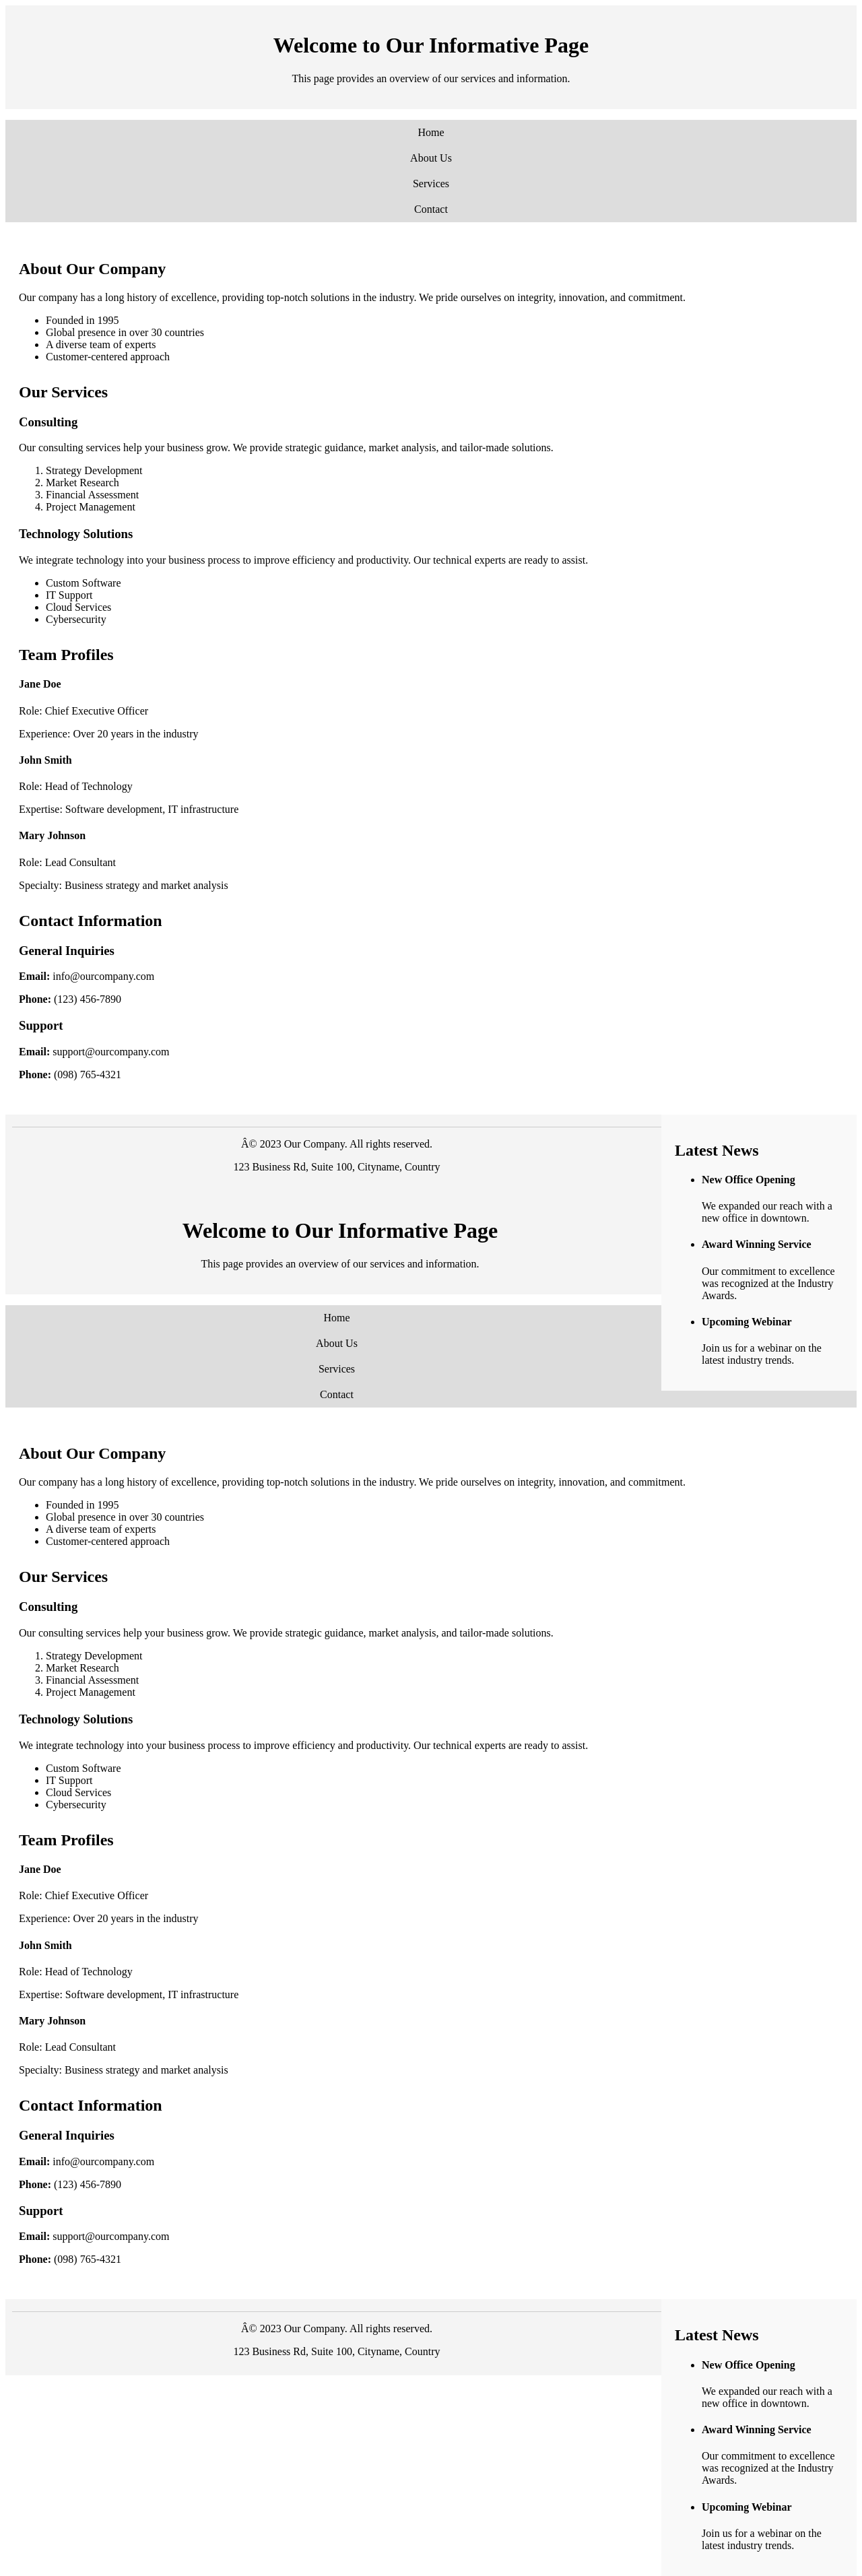 Welcome to Our Informative Page
This page provides an overview of our services and information.
Home
About Us
Services
Contact
About Our Company
Our company has a long history of excellence, providing top-notch solutions in the industry. We pride ourselves on integrity, innovation, and commitment.
• Founded in 1995
• Global presence in over 30 countries
• A diverse team of experts
• Customer-centered approach
Our Services
Consulting
Our consulting services help your business grow. We provide strategic guidance, market analysis, and tailor-made solutions.
1. Strategy Development
2. Market Research
3. Financial Assessment
4. Project Management
Technology Solutions
We integrate technology into your business process to improve efficiency and productivity. Our technical experts are ready to assist.
• Custom Software
• IT Support
• Cloud Services
• Cybersecurity
Team Profiles
Jane Doe
Role: Chief Executive Officer
Experience: Over 20 years in the industry
John Smith
Role: Head of Technology
Expertise: Software development, IT infrastructure
Mary Johnson
Role: Lead Consultant
Specialty: Business strategy and market analysis
Contact Information
General Inquiries
Email: info@ourcompany.com
Phone: (123) 456-7890
Support
Email: support@ourcompany.com
Phone: (098) 765-4321
Â© 2023 Our Company. All rights reserved.
123 Business Rd, Suite 100, Cityname, Country
Latest News
• New Office Opening
We expanded our reach with a
new office in downtown.
• Award Winning Service
Our commitment to excellence
was recognized at the Industry
Awards.
• Upcoming Webinar
Join us for a webinar on the
latest industry trends.
Welcome to Our Informative Page
This page provides an overview of our services and information.
Home
About Us
Services
Contact
About Our Company
Our company has a long history of excellence, providing top-notch solutions in the industry. We pride ourselves on integrity, innovation, and commitment.
• Founded in 1995
• Global presence in over 30 countries
• A diverse team of experts
• Customer-centered approach
Our Services
Consulting
Our consulting services help your business grow. We provide strategic guidance, market analysis, and tailor-made solutions.
1. Strategy Development
2. Market Research
3. Financial Assessment
4. Project Management
Technology Solutions
We integrate technology into your business process to improve efficiency and productivity. Our technical experts are ready to assist.
• Custom Software
• IT Support
• Cloud Services
• Cybersecurity
Team Profiles
Jane Doe
Role: Chief Executive Officer
Experience: Over 20 years in the industry
John Smith
Role: Head of Technology
Expertise: Software development, IT infrastructure
Mary Johnson
Role: Lead Consultant
Specialty: Business strategy and market analysis
Contact Information
General Inquiries
Email: info@ourcompany.com
Phone: (123) 456-7890
Support
Email: support@ourcompany.com
Phone: (098) 765-4321
Â© 2023 Our Company. All rights reserved.
123 Business Rd, Suite 100, Cityname, Country
Latest News
• New Office Opening
We expanded our reach with a
new office in downtown.
• Award Winning Service
Our commitment to excellence
was recognized at the Industry
Awards.
• Upcoming Webinar
Join us for a webinar on the
latest industry trends.